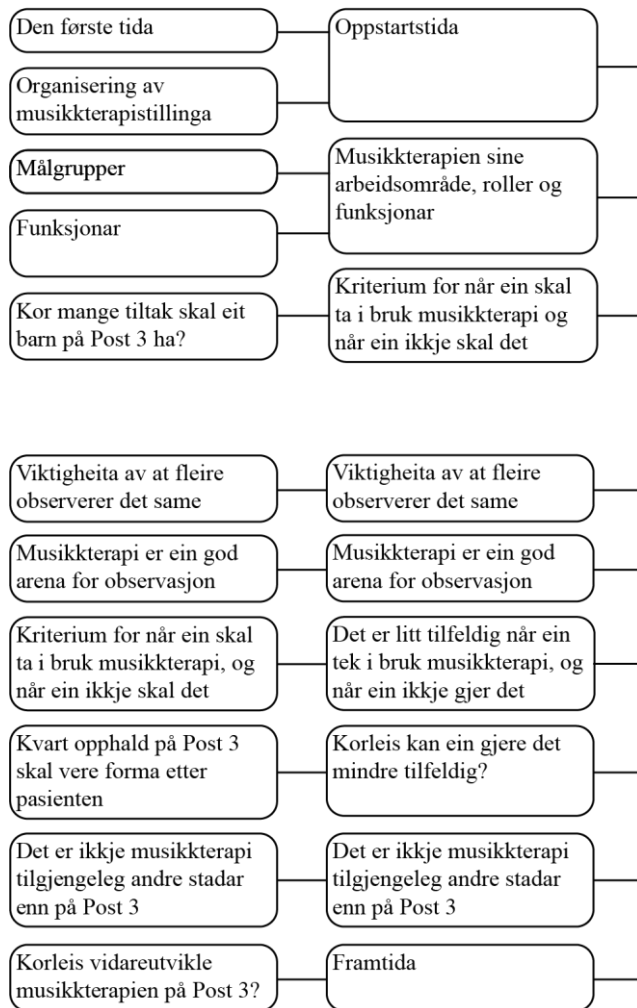 Den første tida
Oppstartstida
Organisering av
musikkterapistillinga
Målgrupper
Musikkterapien sine
arbeidsområde, roller og
funksjonar
Funksjonar
Kor mange tiltak skal eit
barn på Post 3 ha?
Kriterium for når ein skal
ta i bruk musikkterapi og
når ein ikkje skal det
Viktigheita av at fleire
observerer det same
Viktigheita av at fleire
observerer det same
Musikkterapi er ein god
arena for observasjon
Musikkterapi er ein god
arena for observasjon
Kriterium for når ein skal
ta i bruk musikkterapi, og
når ein ikkje skal det
Det er litt tilfeldig når ein
tek i bruk musikkterapi, og
når ein ikkje gjer det
Kvart opphald på Post 3
skal vere forma etter
pasienten
Korleis kan ein gjere det
mindre tilfeldig?
Det er ikkje musikkterapi
tilgjengeleg andre stadar
enn på Post 3
Det er ikkje musikkterapi
tilgjengeleg andre stadar
enn på Post 3
Korleis vidareutvikle
musikkterapien på Post 3?
Framtida